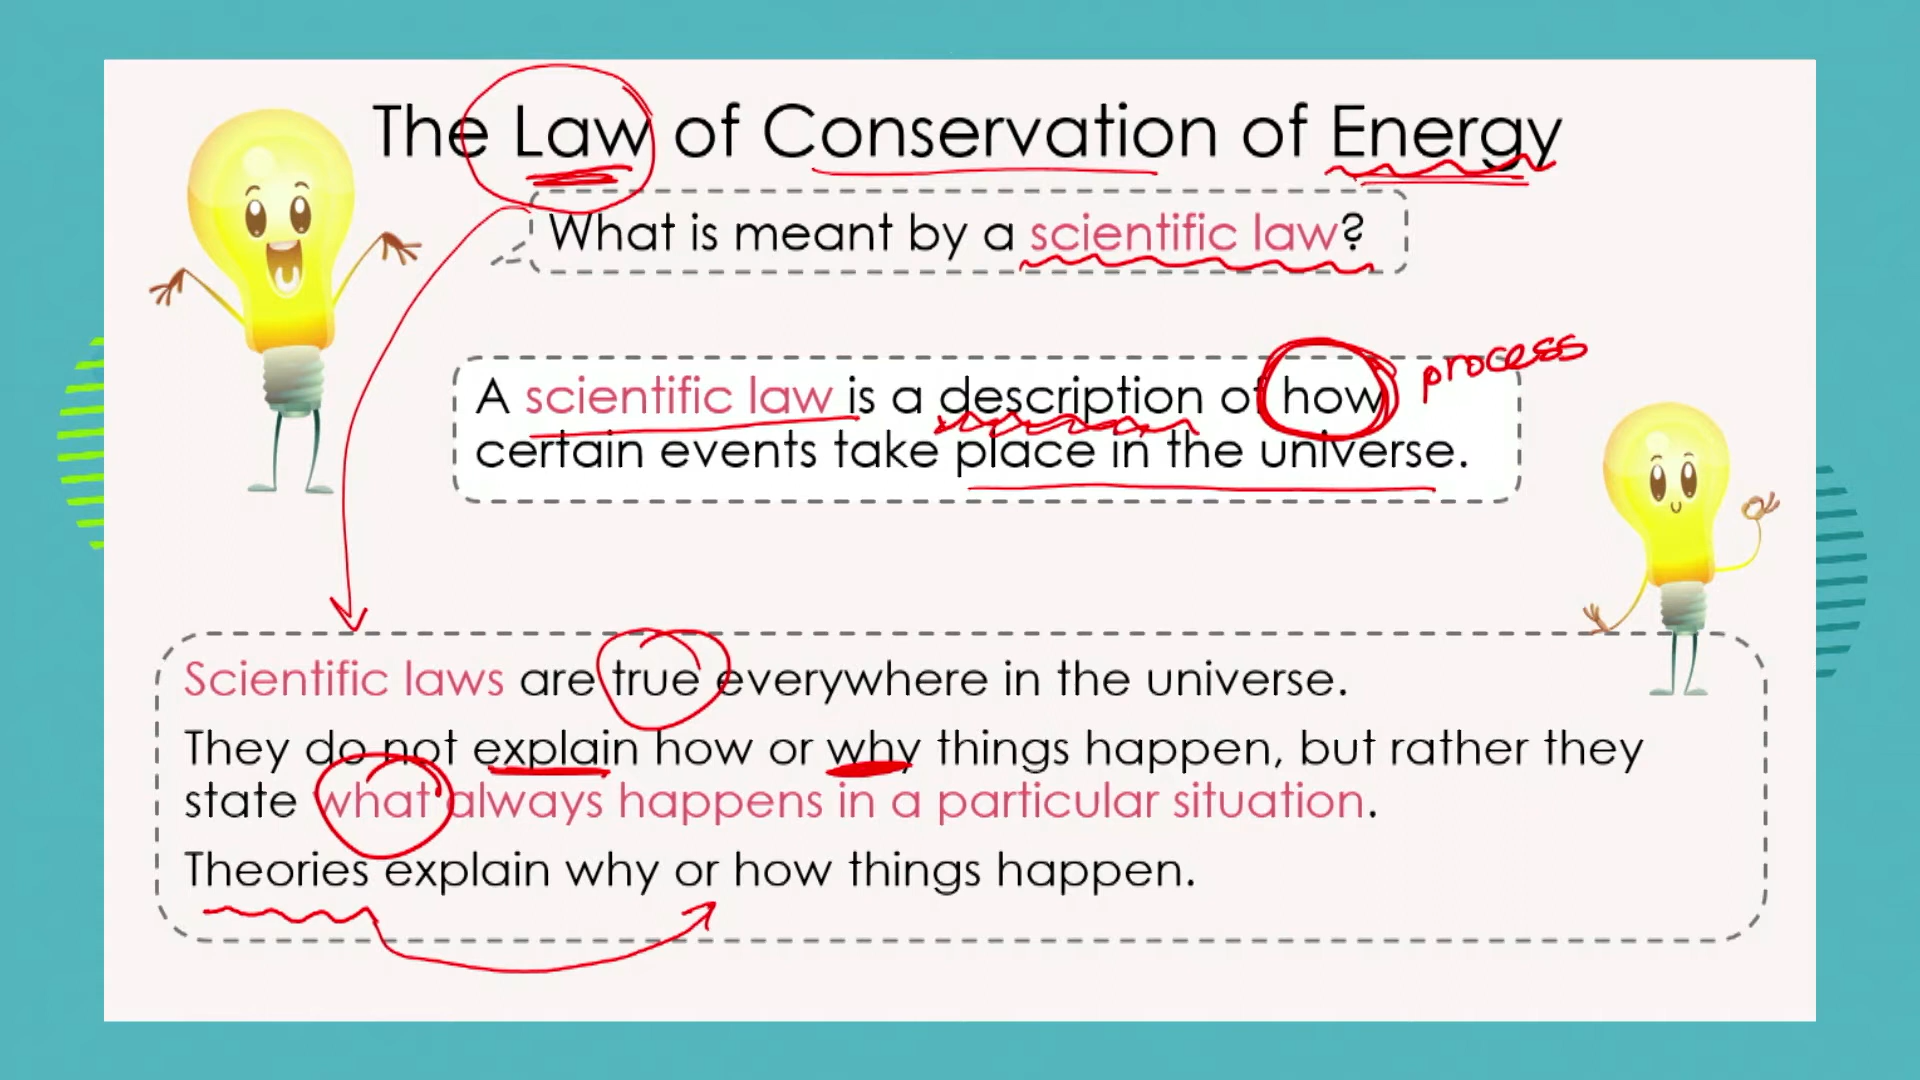 The Law of Conservation of Energy
What is meant by a scientific law?
process
A scientific law is a description of how
certain events take place in the universe.
Scientific laws are true everywhere in the universe.
They do not explain how or why things happen, but rather they
state what always happens in a particular situation.
Theories explain why or how things happen.